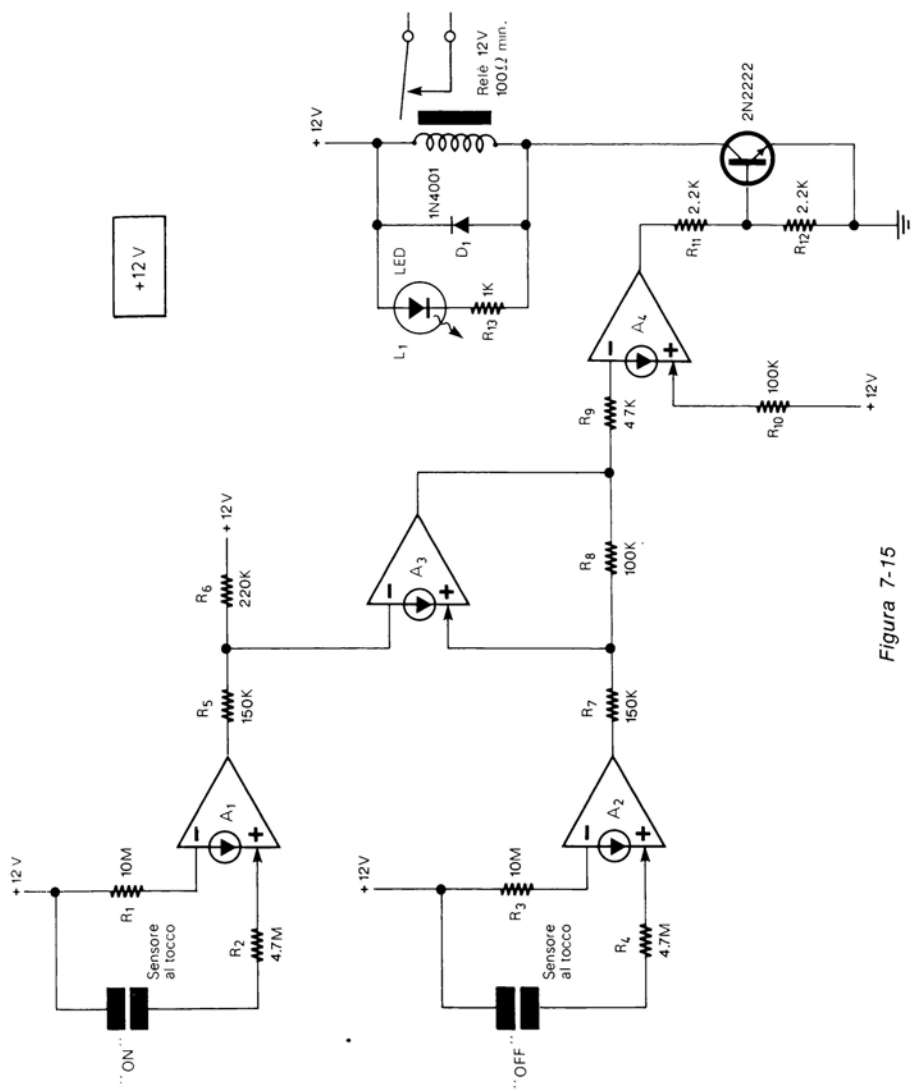 +12V
+12V
R₁
10M
Sensore
al tocco
"ON"
R₂
4.7M
A₁
−
+
R₅
150K
R₆
220K
+12V
+12V
R₃
10M
Sensore
al tocco
"OFF"
R₄
4.7M
A₂
−
+
R₇
150K
A₃
−
+
R₈
100K
R₉
4.7K
A₄
−
+
R₁₀
100K
+12V
R₁₁
2.2K
R₁₂
2.2K
2N2222
L₁
LED
R₁₃
1K
D₁
1N4001
+12V
Relè 12V
100Ω min.
Figura 7-15